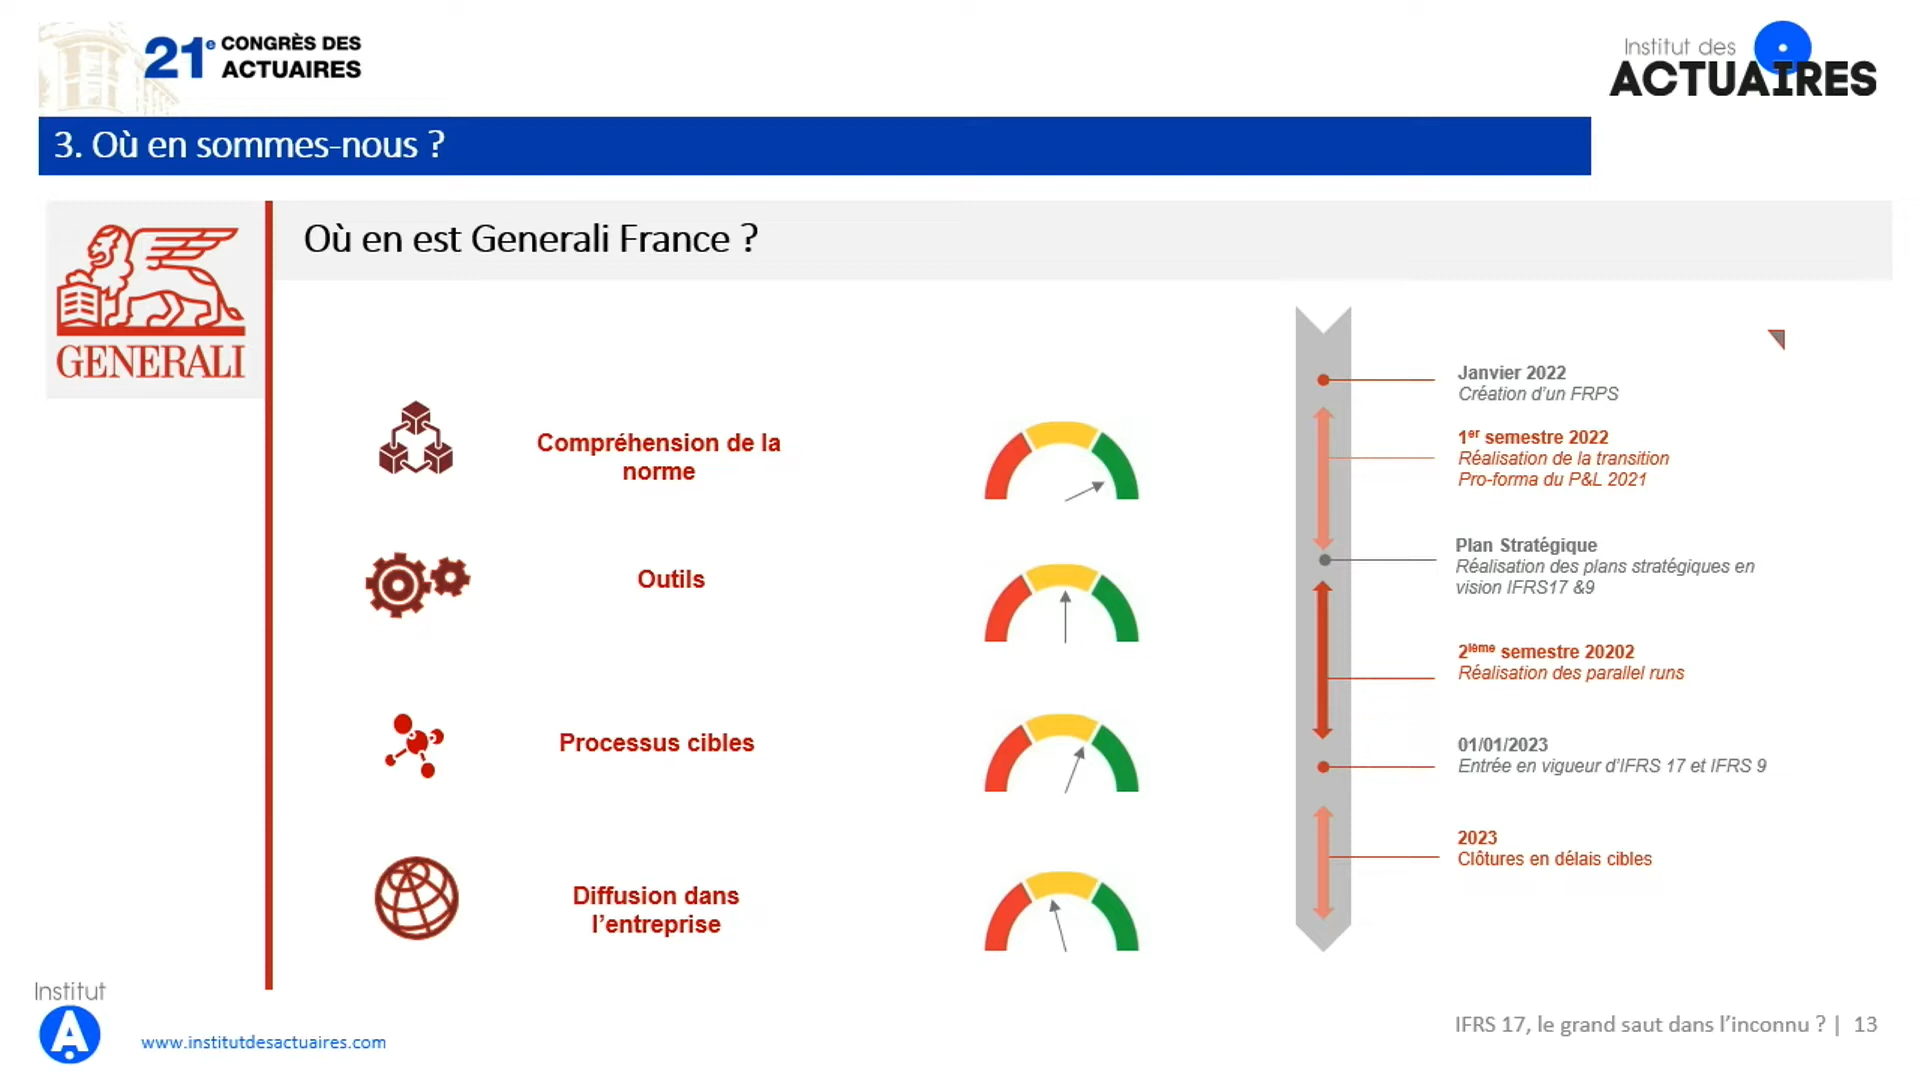 21e CONGRÈS DES
ACTUAIRES
Institut des
ACTUAIRES
3. Où en sommes-nous ?
GENERALI
Où en est Generali France ?
Compréhension de la
norme
Outils
Processus cibles
Diffusion dans
l’entreprise
Janvier 2022
Création d’un FRPS
1er semestre 2022
Réalisation de la transition
Pro-forma du P&L 2021
Plan Stratégique
Réalisation des plans stratégiques en
vision IFRS17 &9
2ième semestre 20202
Réalisation des parallel runs
01/01/2023
Entrée en vigueur d’IFRS 17 et IFRS 9
2023
Clôtures en délais cibles
Institut
A
www.institutdesactuaires.com
IFRS 17, le grand saut dans l’inconnu ? | 13